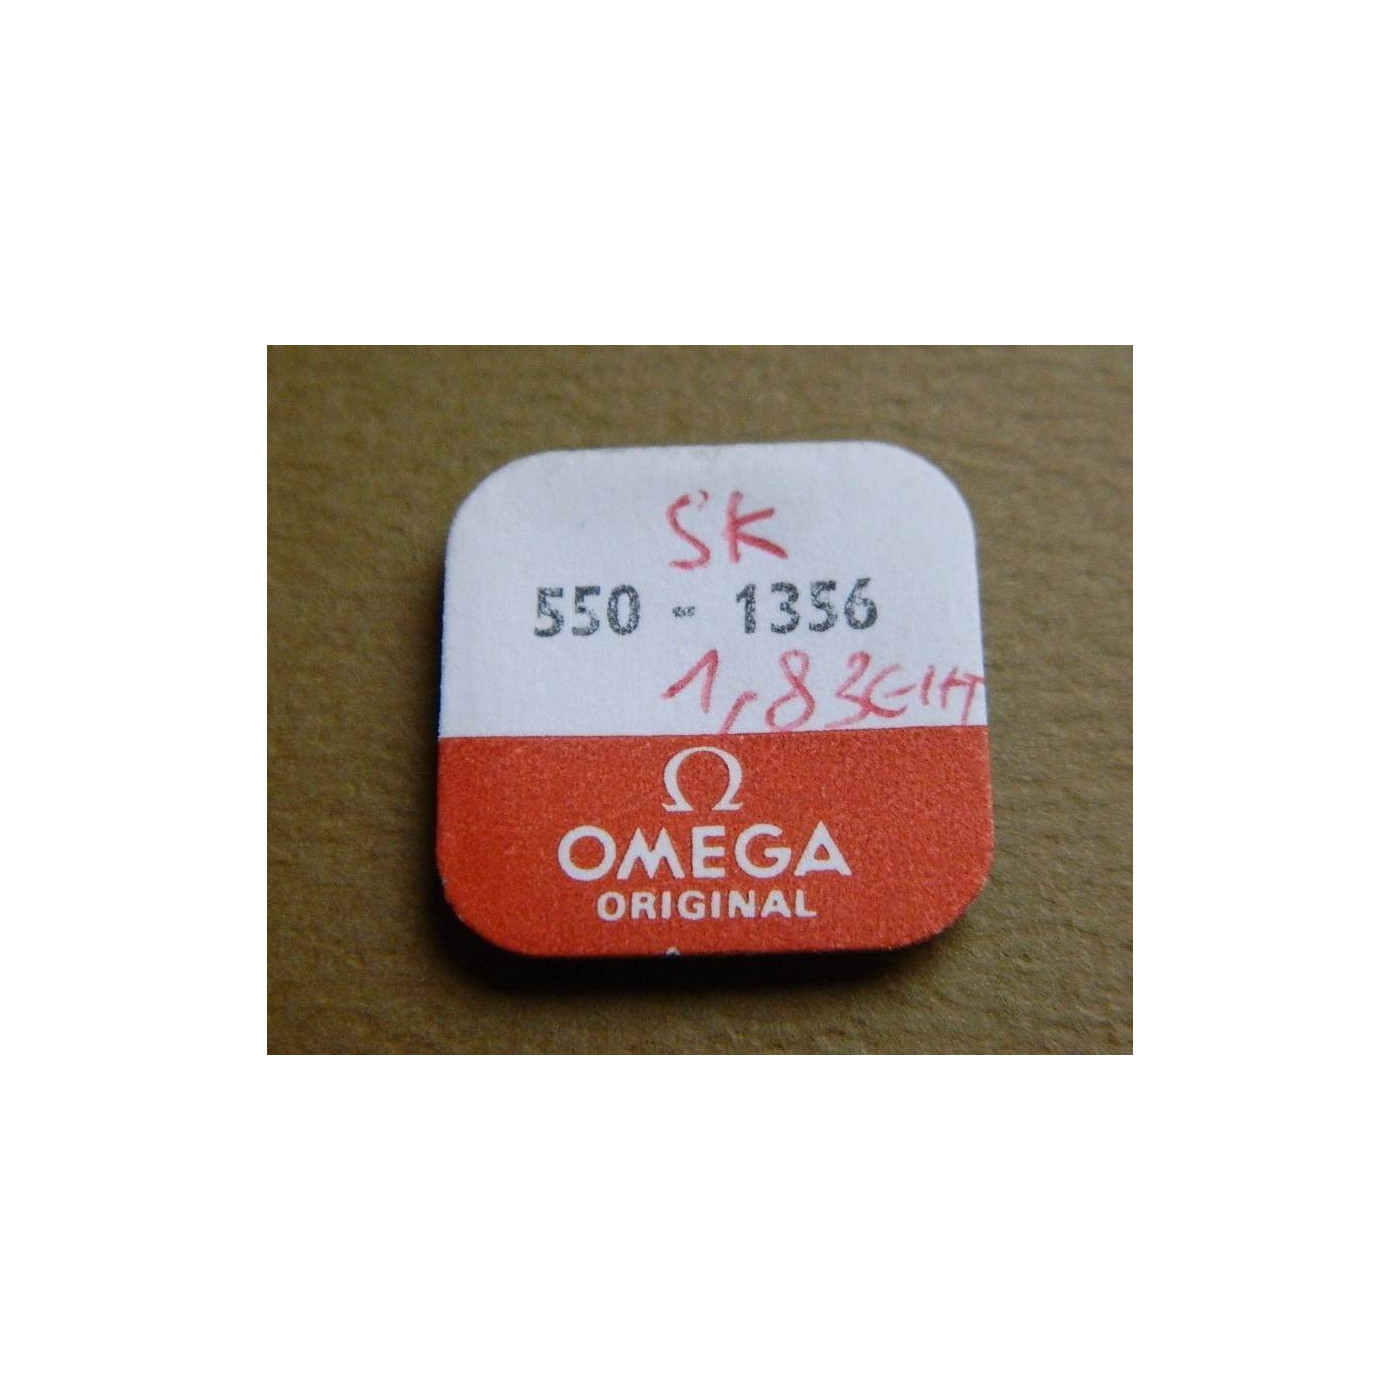 SK
550 - 1356
1,83
Ω
OMEGA
ORIGINAL